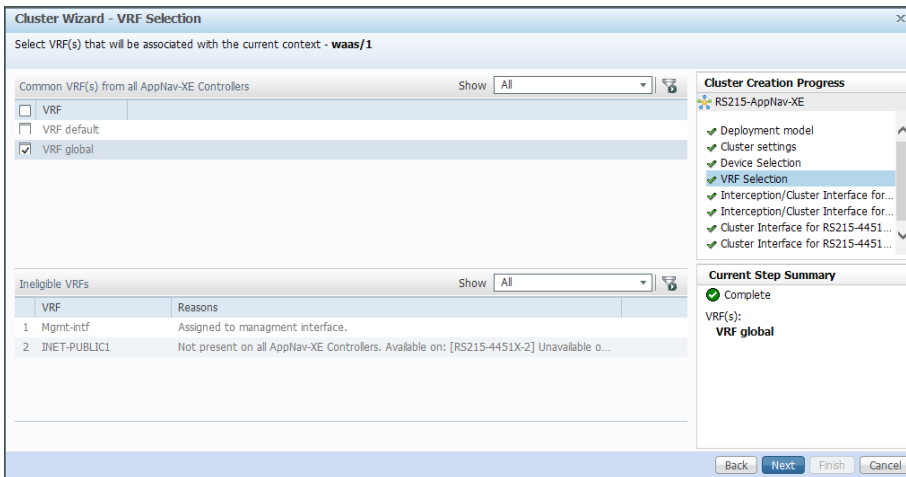 Cluster Wizard - VRF Selection
Select VRF(s) that will be associated with the current context - waas/1
Common VRF(s) from all AppNav-XE Controllers Show All
VRF
VRF default
VRF global
Ineligible VRFs Show All
VRF Reasons
1 Mgmt-intf Assigned to managment interface.
2 INET-PUBLIC1 Not present on all AppNav-XE Controllers. Available on: [RS215-4451X-2] Unavailable o...
Cluster Creation Progress
RS215-AppNav-XE
Deployment model
Cluster settings
Device Selection
VRF Selection
Interception/Cluster Interface for...
Interception/Cluster Interface for...
Cluster Interface for RS215-4451...
Cluster Interface for RS215-4451...
Current Step Summary
Complete
VRF(s):
VRF global
Back Next Finish Cancel